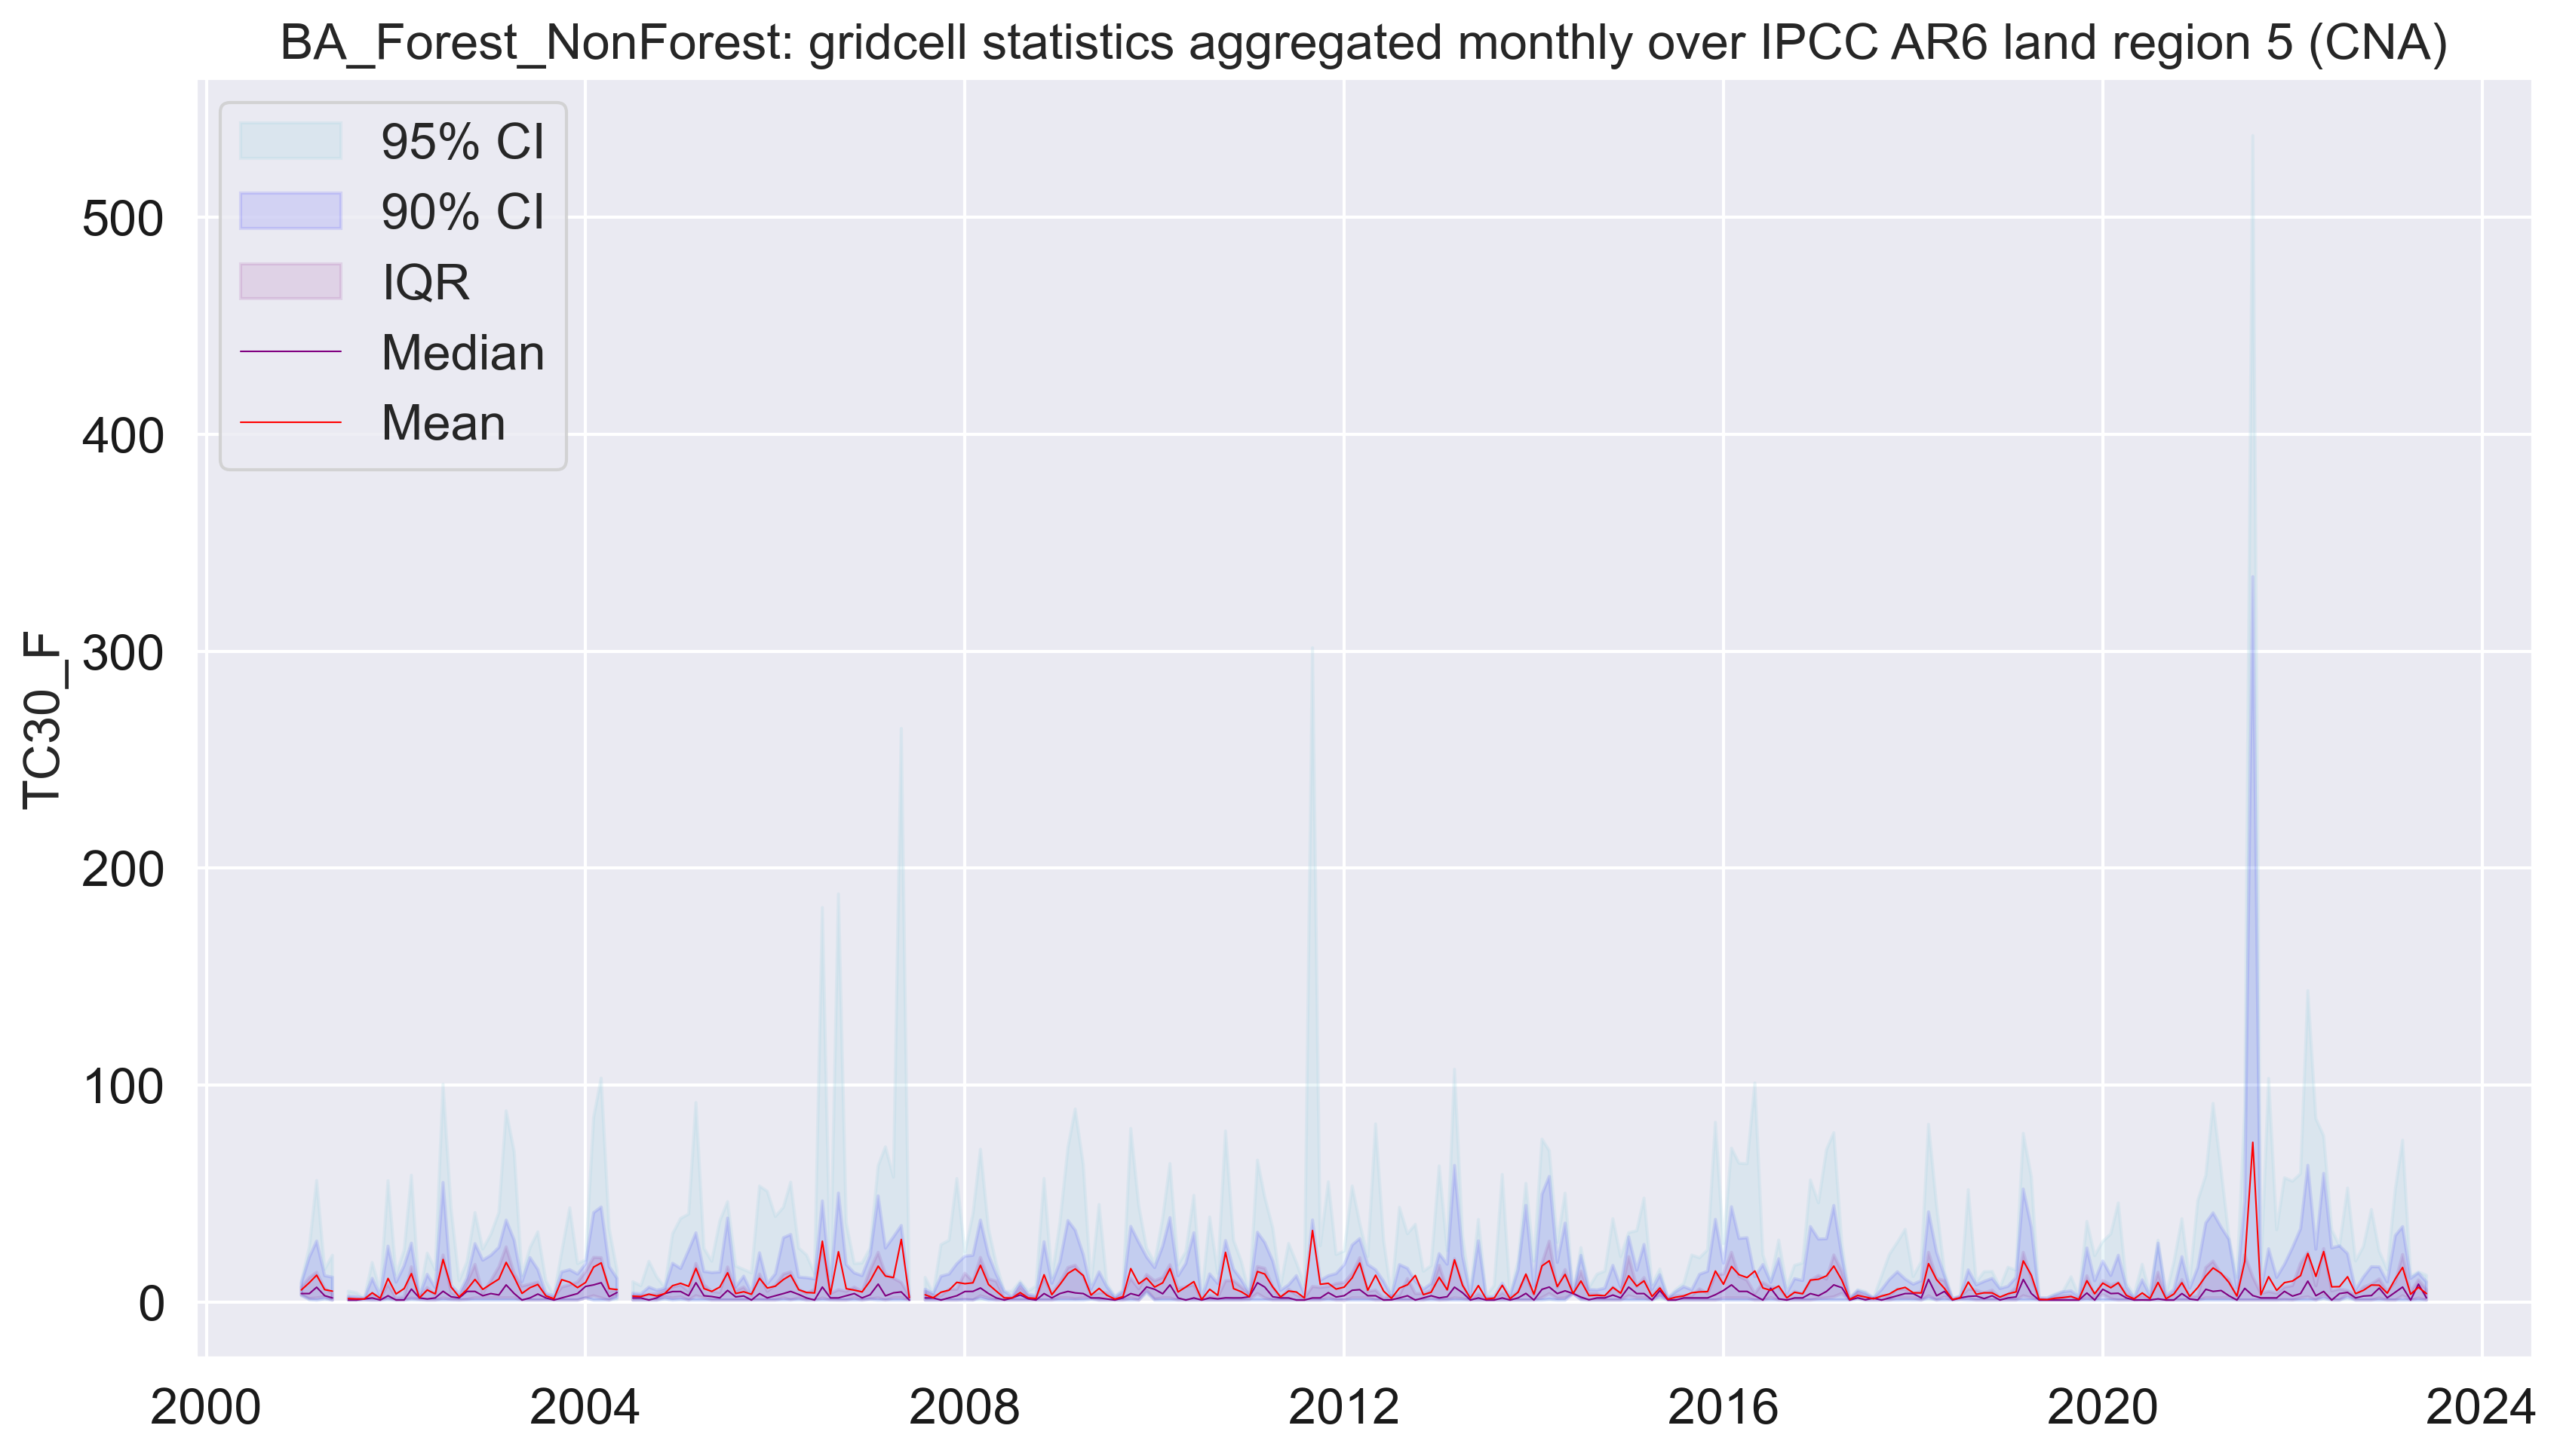 BA_Forest_NonForest: gridcell statistics aggregated monthly over IPCC AR6 land region 5 (CNA)
95% CI
90% CI
IQR
Median
Mean
TC30_F
500
400
300
200
100
0
2000 2004 2008 2012 2016 2020 2024